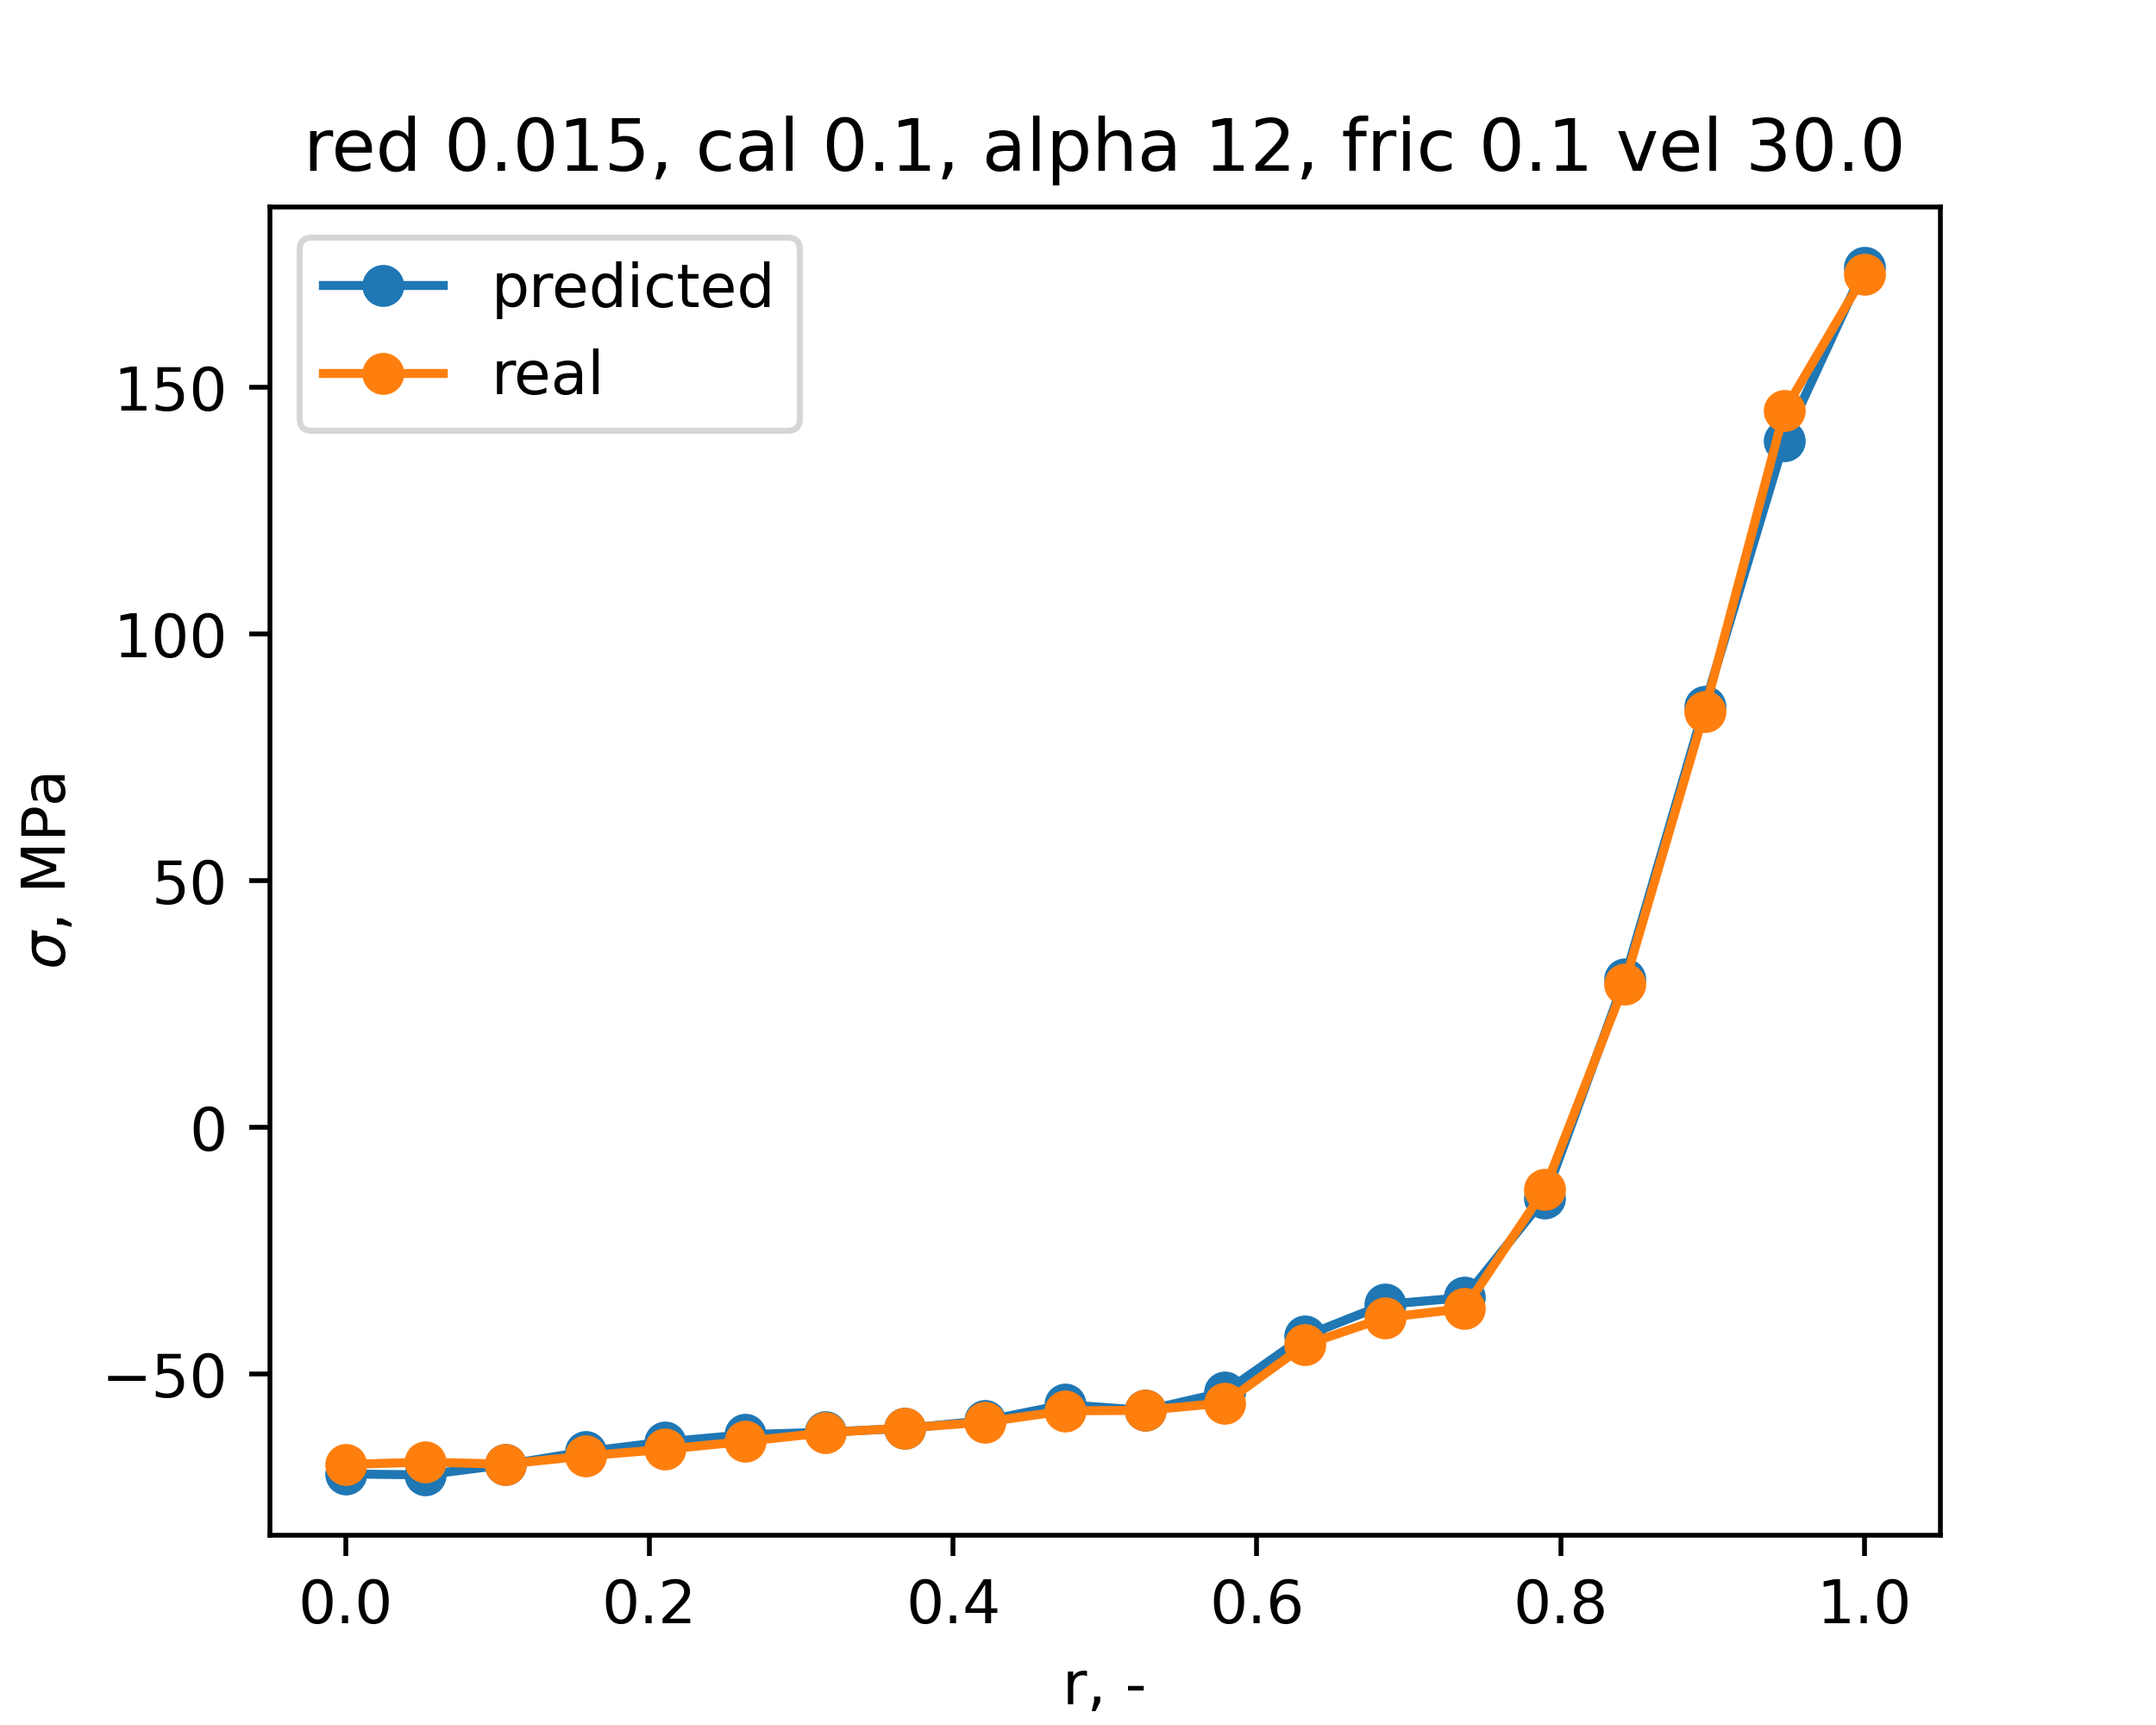 red 0.015, cal 0.1, alpha 12, fric 0.1 vel 30.0
predicted
real
150
100
50
0
−50
σ, MPa
0.0 0.2 0.4 0.6 0.8 1.0
r, -